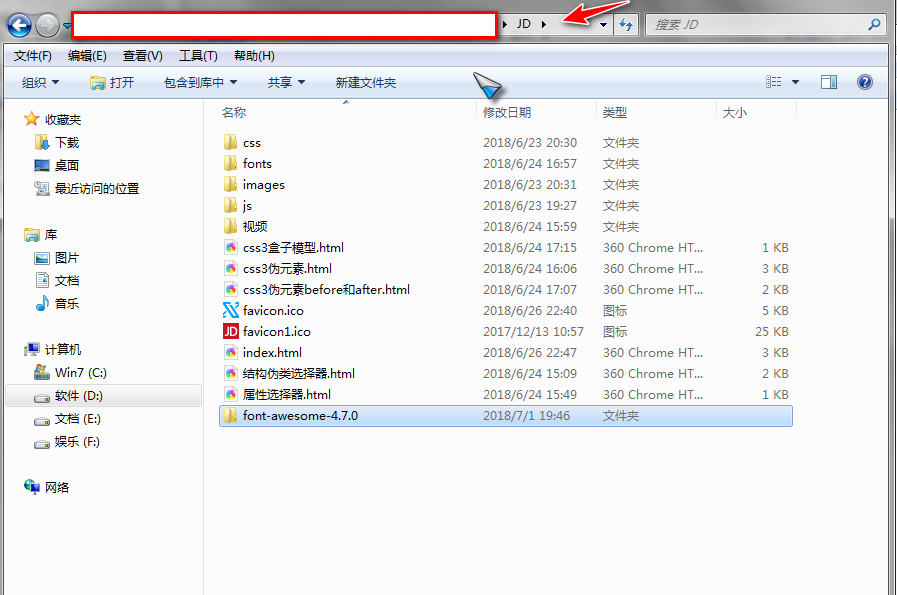 JD
搜索 JD
文件(F) 编辑(E) 查看(V) 工具(T) 帮助(H)
组织 打开 包含到库中 共享 新建文件夹
收藏夹
下载
桌面
最近访问的位置
库
图片
文档
音乐
计算机
Win7 (C:)
软件 (D:)
文档 (E:)
娱乐 (F:)
网络
名称 修改日期 类型 大小
css 2018/6/23 20:30 文件夹
fonts 2018/6/24 16:57 文件夹
images 2018/6/23 20:31 文件夹
js 2018/6/23 19:27 文件夹
视频 2018/6/24 15:59 文件夹
css3盒子模型.html 2018/6/24 17:15 360 Chrome HT... 1 KB
css3伪元素.html 2018/6/24 16:06 360 Chrome HT... 3 KB
css3伪元素before和after.html 2018/6/24 17:07 360 Chrome HT... 2 KB
favicon.ico 2018/6/26 22:40 图标 5 KB
JD favicon1.ico 2017/12/13 10:57 图标 25 KB
index.html 2018/6/26 22:47 360 Chrome HT... 3 KB
结构伪类选择器.html 2018/6/24 15:09 360 Chrome HT... 2 KB
属性选择器.html 2018/6/24 15:49 360 Chrome HT... 1 KB
font-awesome-4.7.0 2018/7/1 19:46 文件夹